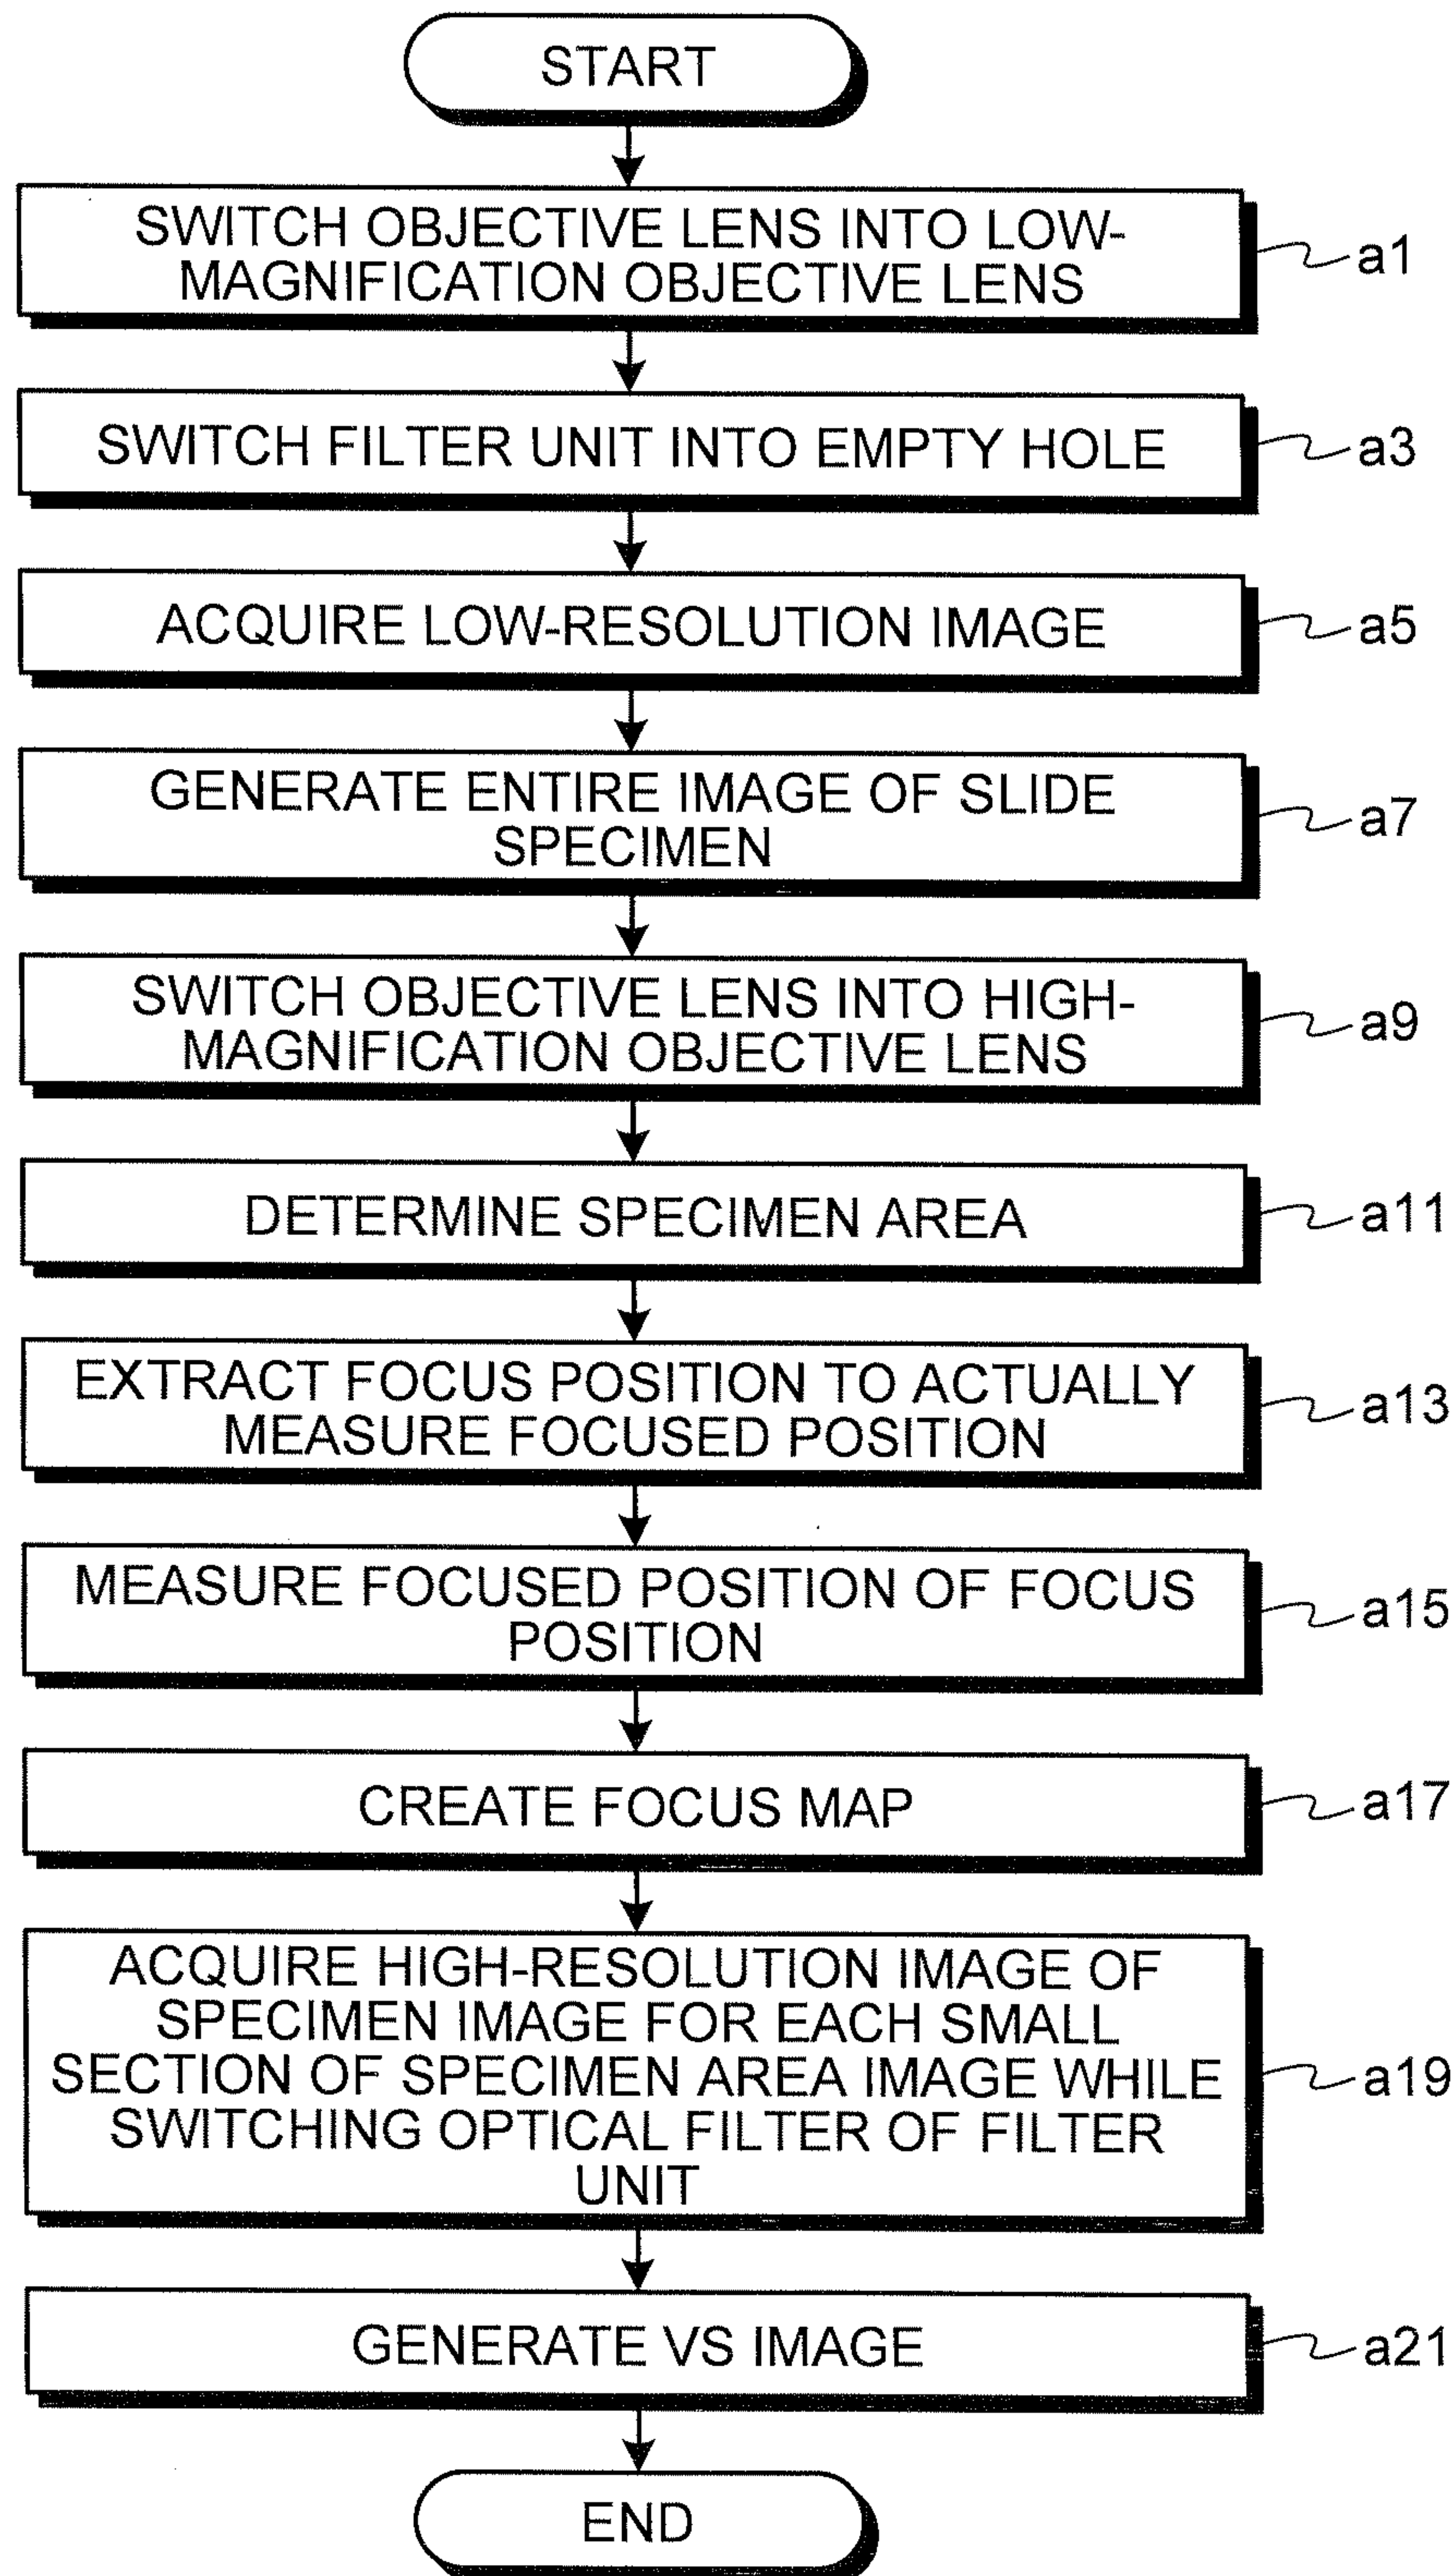 START
SWITCH OBJECTIVE LENS INTO LOW-
MAGNIFICATION OBJECTIVE LENS
a1
SWITCH FILTER UNIT INTO EMPTY HOLE
a3
ACQUIRE LOW-RESOLUTION IMAGE
a5
GENERATE ENTIRE IMAGE OF SLIDE
SPECIMEN
a7
SWITCH OBJECTIVE LENS INTO HIGH-
MAGNIFICATION OBJECTIVE LENS
a9
DETERMINE SPECIMEN AREA
a11
EXTRACT FOCUS POSITION TO ACTUALLY
MEASURE FOCUSED POSITION
a13
MEASURE FOCUSED POSITION OF FOCUS
POSITION
a15
CREATE FOCUS MAP
a17
ACQUIRE HIGH-RESOLUTION IMAGE OF
SPECIMEN IMAGE FOR EACH SMALL
SECTION OF SPECIMEN AREA IMAGE WHILE
SWITCHING OPTICAL FILTER OF FILTER
UNIT
a19
GENERATE VS IMAGE
a21
END